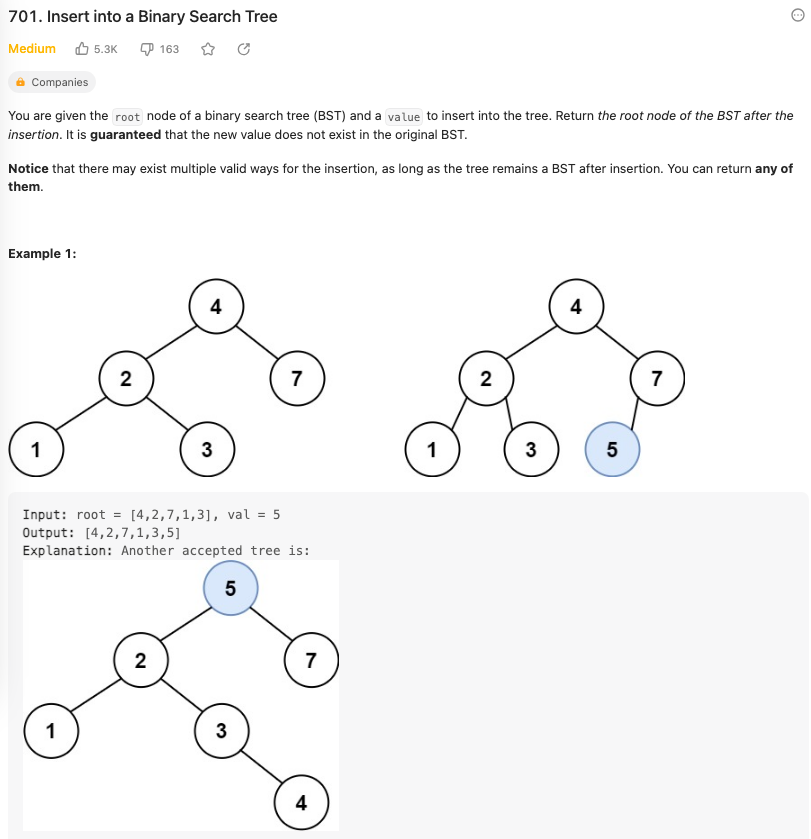 701. Insert into a Binary Search Tree
Medium 5.3K 163
Companies
You are given the root node of a binary search tree (BST) and a value to insert into the tree. Return the root node of the BST after the
insertion. It is guaranteed that the new value does not exist in the original BST.
Notice that there may exist multiple valid ways for the insertion, as long as the tree remains a BST after insertion. You can return any of
them.
Example 1:
4 4
2 7 2 7
1 3 1 3 5
Input: root = [4,2,7,1,3], val = 5
Output: [4,2,7,1,3,5]
Explanation: Another accepted tree is:
5
2 7
1 3
4